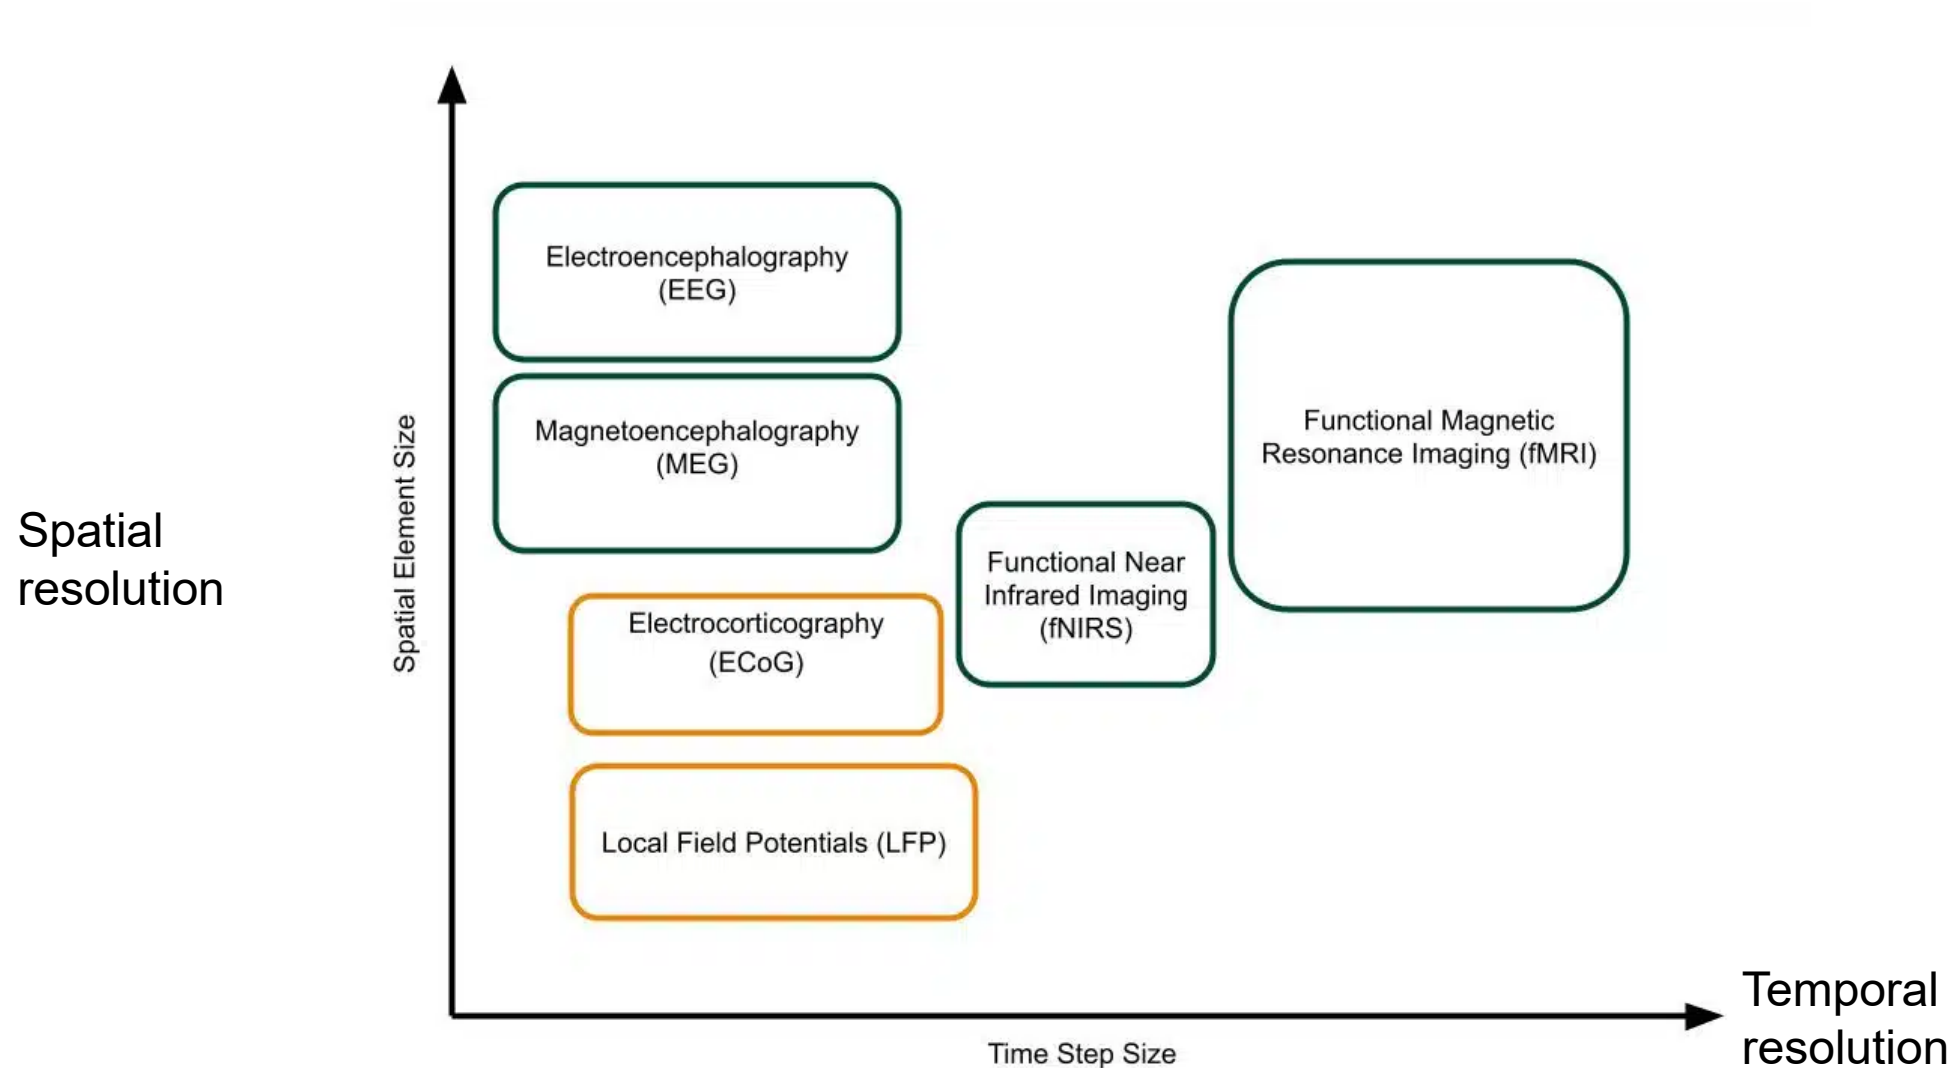 Electroencephalography
(EEG)
Magnetoencephalography
(MEG)
Functional Magnetic
Resonance Imaging (fMRI)
Spatial
resolution
Spatial Element Size
Functional Near
Infrared Imaging
(fNIRS)
Electrocorticography
(ECoG)
Local Field Potentials (LFP)
Temporal
resolution
Time Step Size